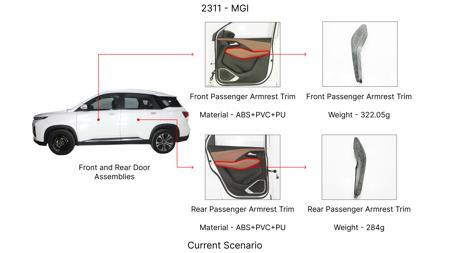 2311 - MGI
Front Passenger Armrest Trim
Front Passenger Armrest Trim
Material - ABS+PVC+PU
Weight - 322.05g
Front and Rear Door
Assemblies
Rear Passenger Armrest Trim
Rear Passenger Armrest Trim
Material - ABS+PVC+PU
Weight - 284g
Current Scenario